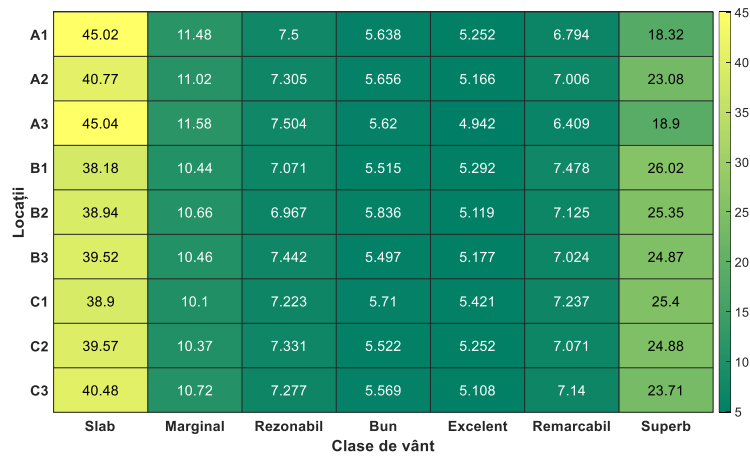 A1 45.02 11.48 7.5 5.638 5.252 6.794 18.32
A2 40.77 11.02 7.305 5.656 5.166 7.006 23.08
A3 45.04 11.58 7.504 5.62 4.942 6.409 18.9
B1 38.18 10.44 7.071 5.515 5.292 7.478 26.02
B2 38.94 10.66 6.967 5.836 5.119 7.125 25.35
B3 39.52 10.46 7.442 5.497 5.177 7.024 24.87
C1 38.9 10.1 7.223 5.71 5.421 7.237 25.4
C2 39.57 10.37 7.331 5.522 5.252 7.071 24.88
C3 40.48 10.72 7.277 5.569 5.108 7.14 23.71
Slab Marginal Rezonabil Bun Excelent Remarcabil Superb
Clase de vânt
Locații
45
40
35
30
25
20
15
10
5